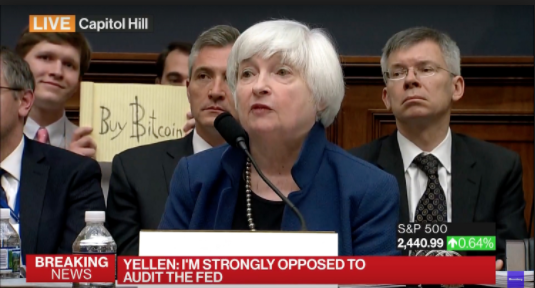 LIVE Capitol Hill
Buy Bitcoin
S&P 500
2,440.99 0.64%
BREAKING
NEWS
YELLEN: I'M STRONGLY OPPOSED TO
AUDIT THE FED
Bloomberg